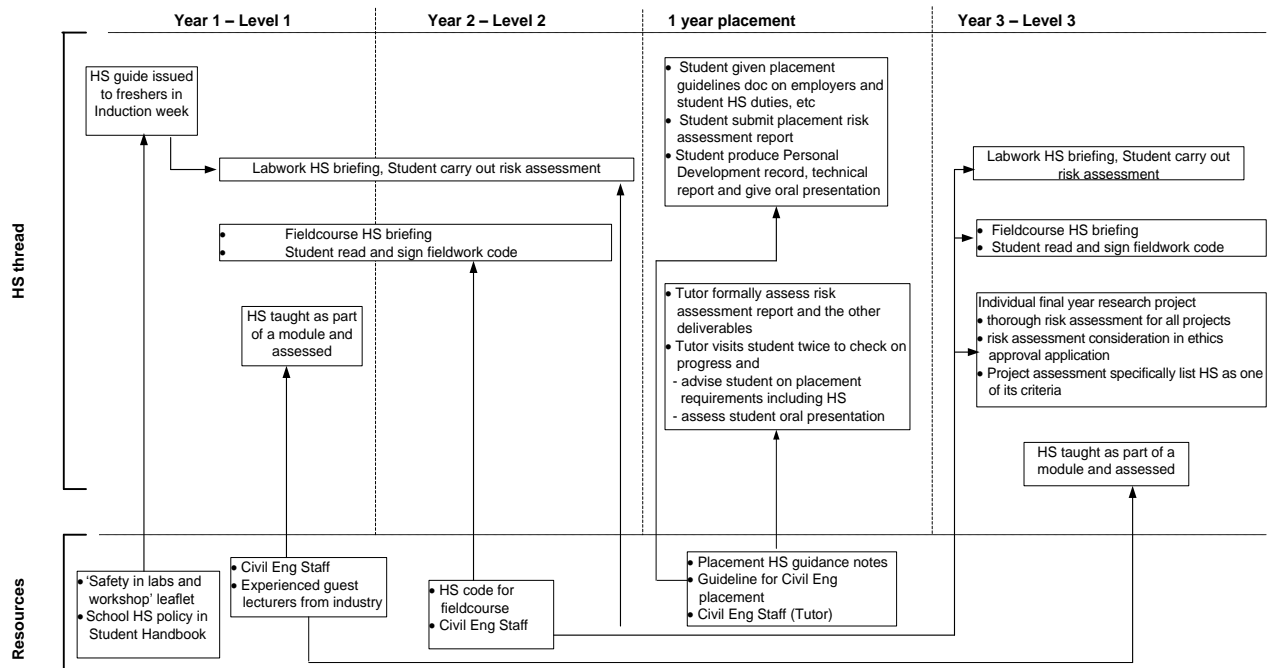 Year 1 – Level 1
Year 2 – Level 2
1 year placement
Year 3 – Level 3
HS thread
HS guide issued
to freshers in
Induction week
Labwork HS briefing, Student carry out risk assessment
• Fieldcourse HS briefing
• Student read and sign fieldwork code
HS taught as part
of a module and
assessed
• Student given placement
guidelines doc on employers and
student HS duties, etc
• Student submit placement risk
assessment report
• Student produce Personal
Development record, technical
report and give oral presentation
• Tutor formally assess risk
assessment report and the other
deliverables
• Tutor visits student twice to check on
progress and
- advise student on placement
requirements including HS
- assess student oral presentation
Labwork HS briefing, Student carry out
risk assessment
• Fieldcourse HS briefing
• Student read and sign fieldwork code
Individual final year research project
• thorough risk assessment for all projects
• risk assessment consideration in ethics
approval application
• Project assessment specifically list HS as one
of its criteria
HS taught as part of a
module and assessed
Resources
• 'Safety in labs and
workshop' leaflet
• School HS policy in
Student Handbook
• Civil Eng Staff
• Experienced guest
lecturers from industry
• HS code for
fieldcourse
• Civil Eng Staff
• Placement HS guidance notes
• Guideline for Civil Eng
placement
• Civil Eng Staff (Tutor)